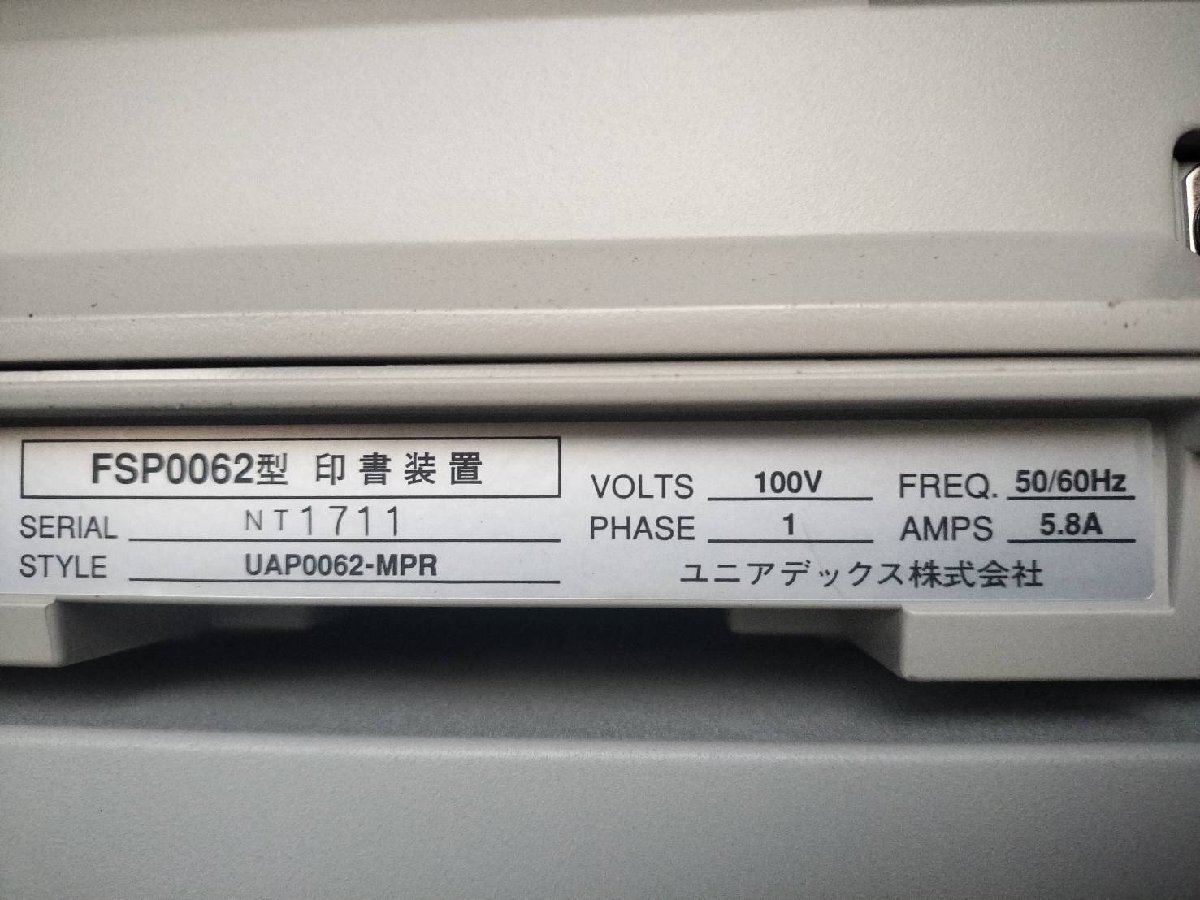 FSP0062型 印書装置
SERIAL NT1711
STYLE UAP0062-MPR
VOLTS 100V FREQ. 50/60Hz
PHASE 1 AMPS 5.8A
ユニアデックス株式会社